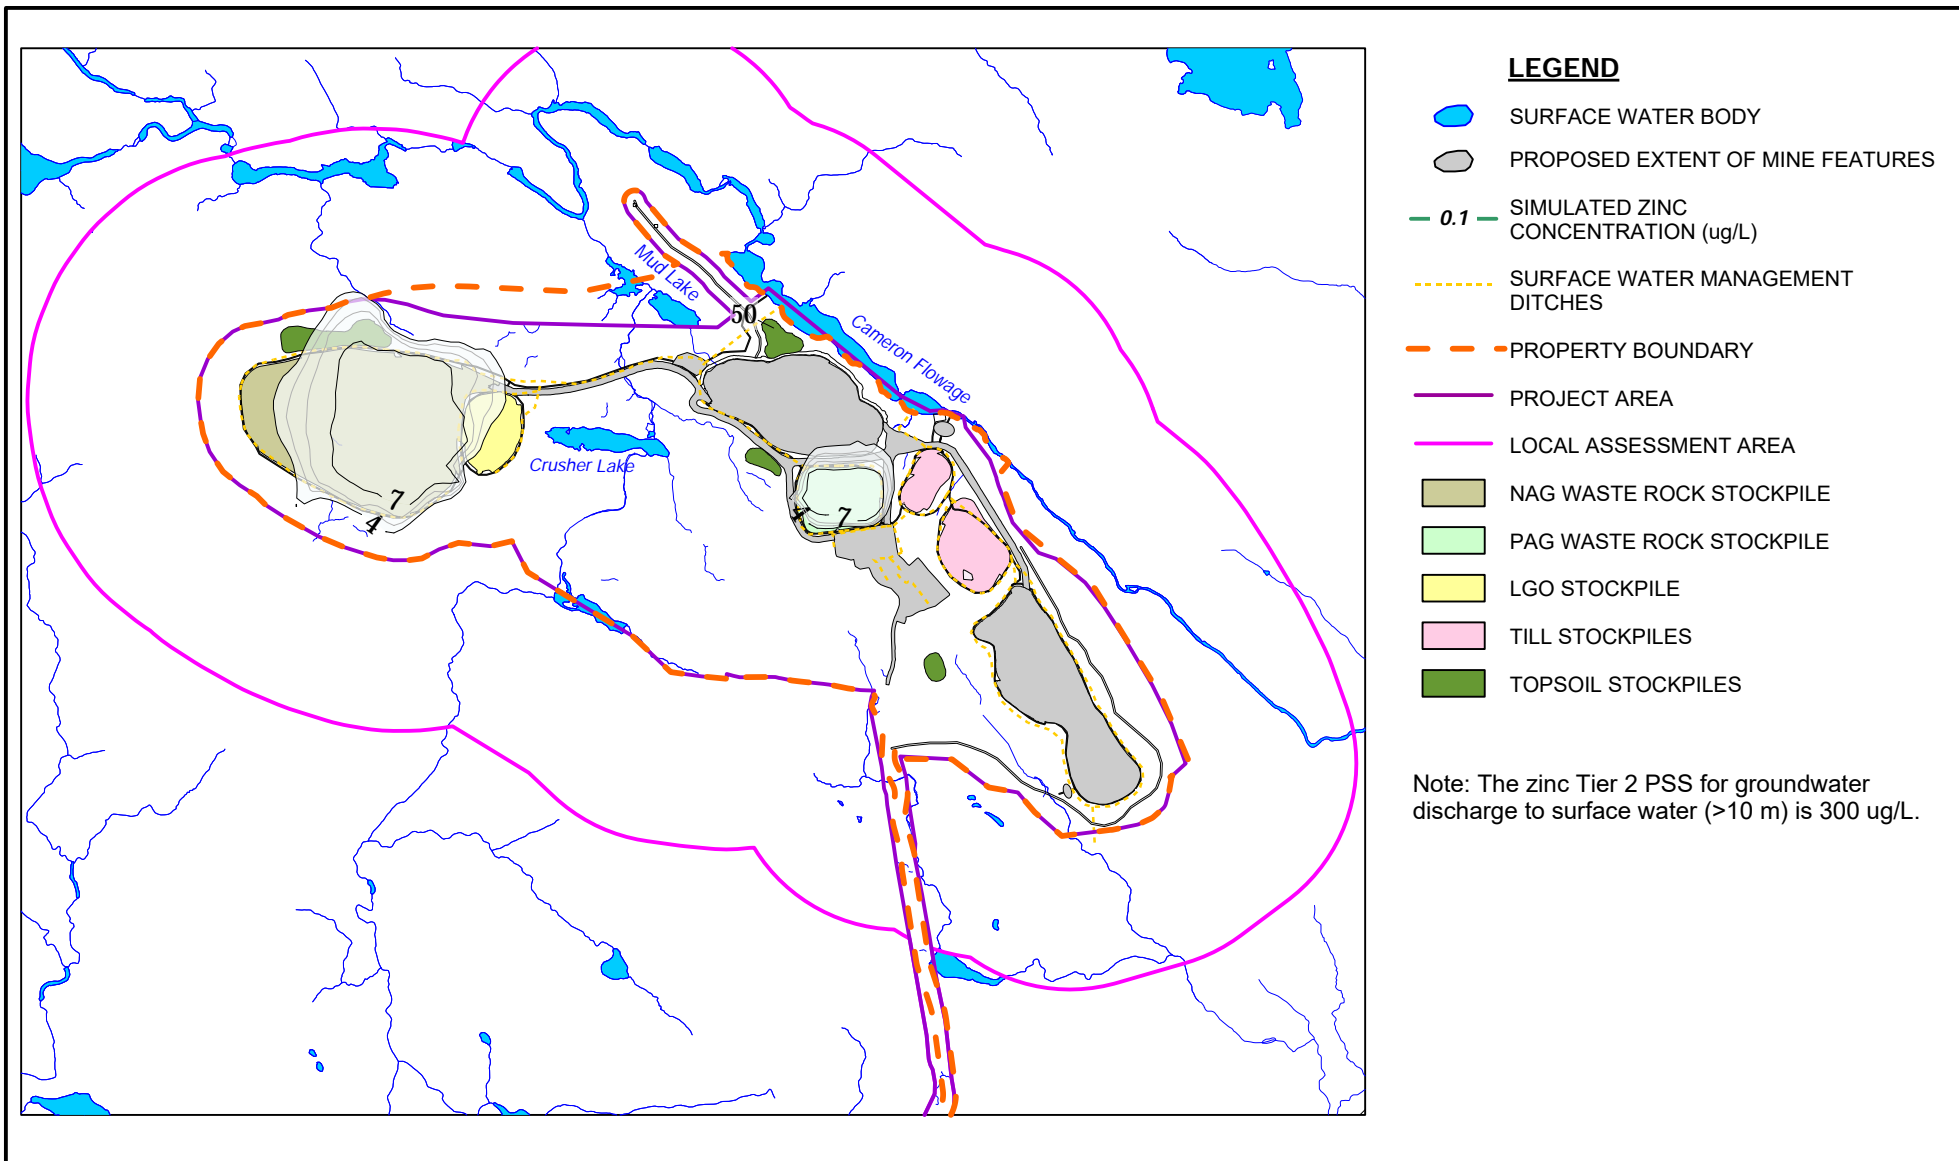 LEGEND
SURFACE WATER BODY
PROPOSED EXTENT OF MINE FEATURES
0.1
SIMULATED ZINC
CONCENTRATION (ug/L)
SURFACE WATER MANAGEMENT
DITCHES
PROPERTY BOUNDARY
PROJECT AREA
LOCAL ASSESSMENT AREA
NAG WASTE ROCK STOCKPILE
PAG WASTE ROCK STOCKPILE
LGO STOCKPILE
TILL STOCKPILES
TOPSOIL STOCKPILES
Note: The zinc Tier 2 PSS for groundwater
discharge to surface water (>10 m) is 300 ug/L.
Mud Lake
50
Cameron Flowage
Crusher Lake
7
4
4
7